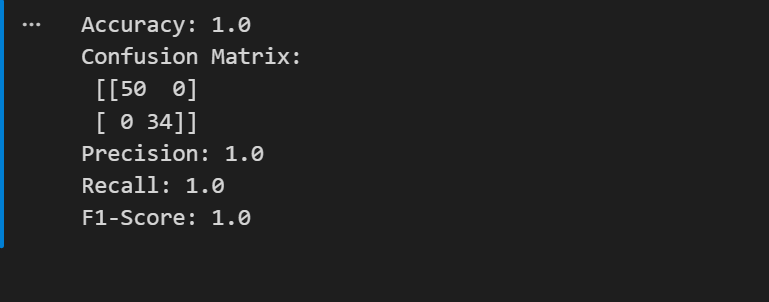 ...
Accuracy: 1.0
Confusion Matrix:
 [[50  0]
 [ 0 34]]
Precision: 1.0
Recall: 1.0
F1-Score: 1.0